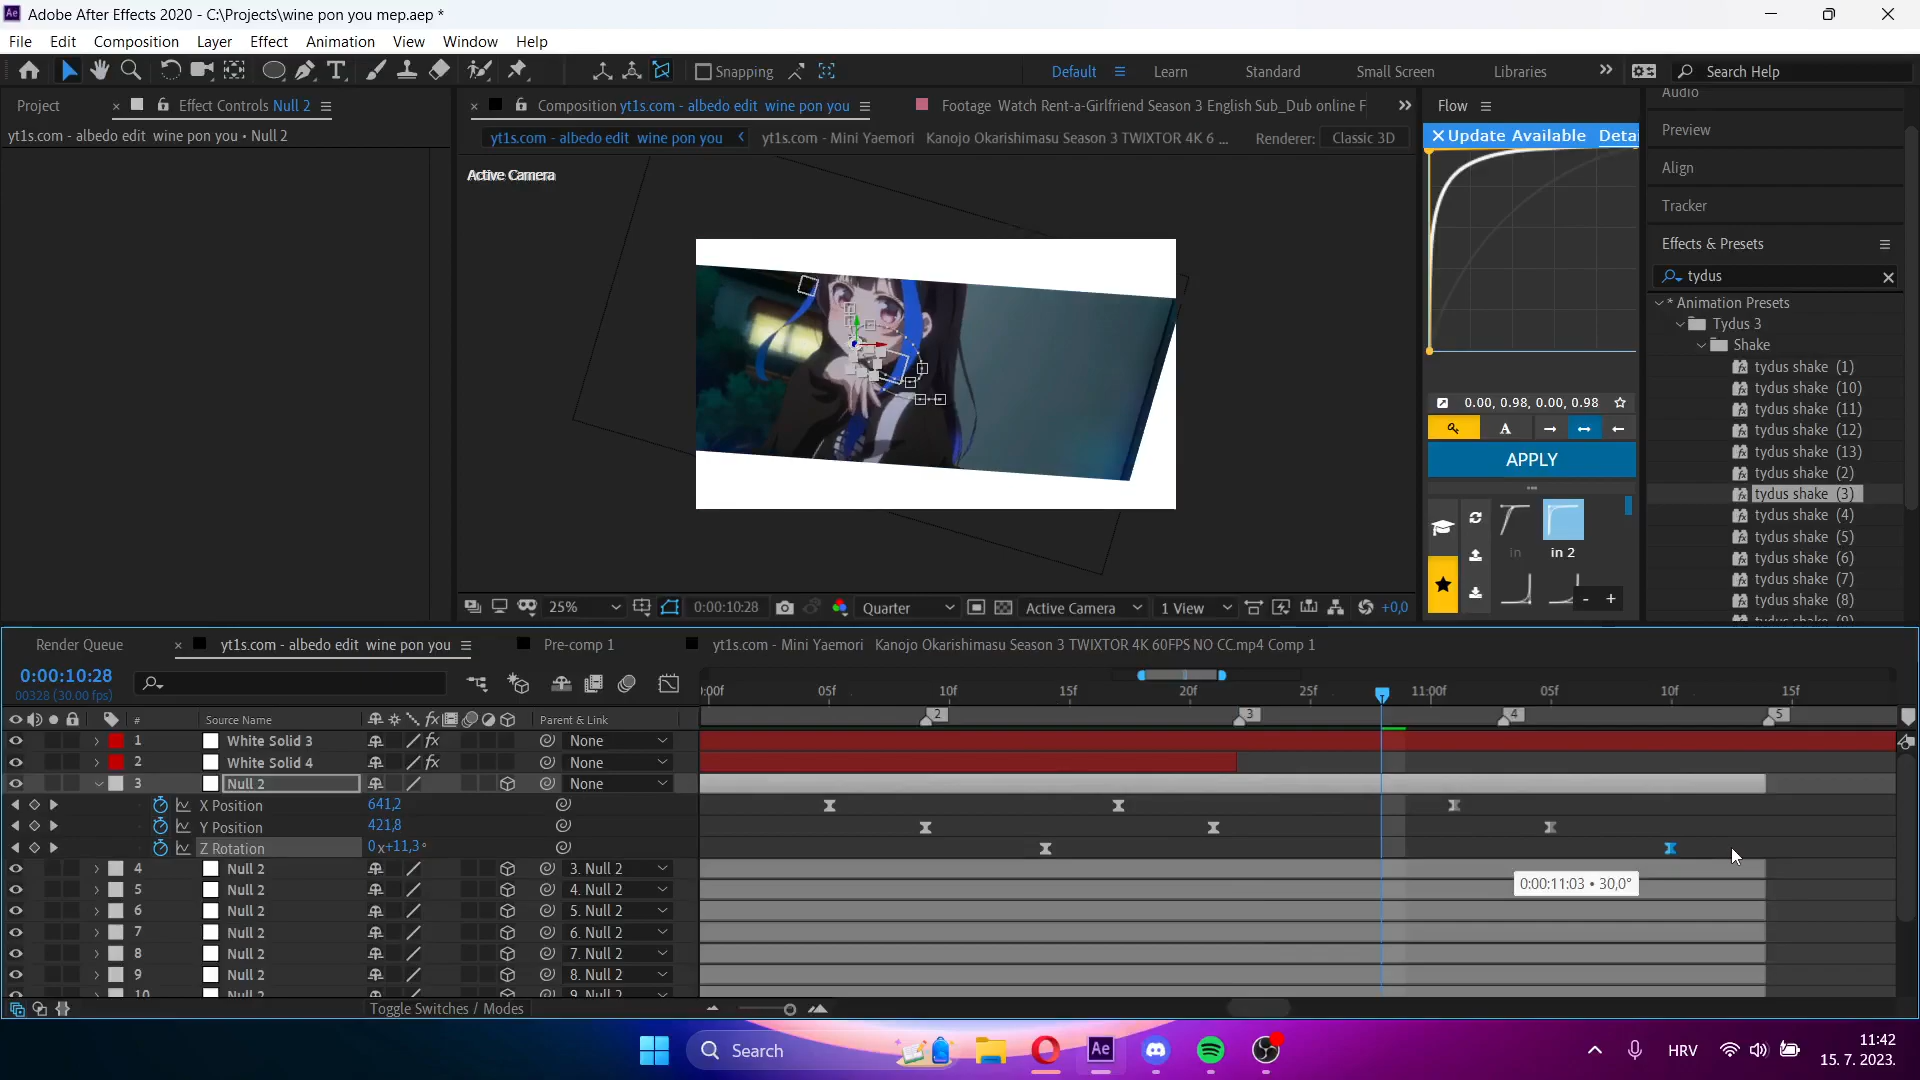 Adobe After Effects 2020 - C:\Projects\wine pon you mep.aep *
File Edit Composition Layer Effect Animation View Window Help
Snapping Default Learn Standard Small Screen Libraries Search Help
Project Effect Controls Null 2
yt1s.com - albedo edit wine pon you • Null 2
Composition yt1s.com - albedo edit wine pon you
Footage Watch Rent-a-Girlfriend Season 3 English Sub_Dub online F
yt1s.com - albedo edit wine pon you
yt1s.com - Mini Yaemori Kanojo Okarishimasu Season 3 TWIXTOR 4K 6 ...
Renderer: Classic 3D
Active Camera
25% 0:00:10:28 Quarter Active Camera 1 View +0,0
Flow
Update Available Detai
0.00, 0.98, 0.00, 0.98
A
APPLY
in in 2
- +
Audio
Preview
Align
Tracker
Effects & Presets
tydus
* Animation Presets
Tydus 3
Shake
tydus shake (1)
tydus shake (10)
tydus shake (11)
tydus shake (12)
tydus shake (13)
tydus shake (2)
tydus shake (3)
tydus shake (4)
tydus shake (5)
tydus shake (6)
tydus shake (7)
tydus shake (8)
Render Queue
yt1s.com - albedo edit wine pon you
Pre-comp 1
yt1s.com - Mini Yaemori Kanojo Okarishimasu Season 3 TWIXTOR 4K 60FPS NO CC.mp4 Comp 1
0:00:10:28
00328 (30.00 fps)
:00f 05f 10f 15f 20f 25f 11:00f 05f 10f 15f
# Source Name fx Parent & Link
2 3 4 5
1 White Solid 3 fx None
2 White Solid 4 fx None
3 Null 2 None
X Position 641,2
Y Position 421,8
Z Rotation 0x+11,3°
4 Null 2 3. Null 2
0:00:11:03 • 30,0°
5 Null 2 4. Null 2
6 Null 2 5. Null 2
7 Null 2 6. Null 2
8 Null 2 7. Null 2
9 Null 2 8. Null 2
10 Null 2 9. Null 2
Toggle Switches / Modes
Search
Ae
HRV
11:42
15. 7. 2023.